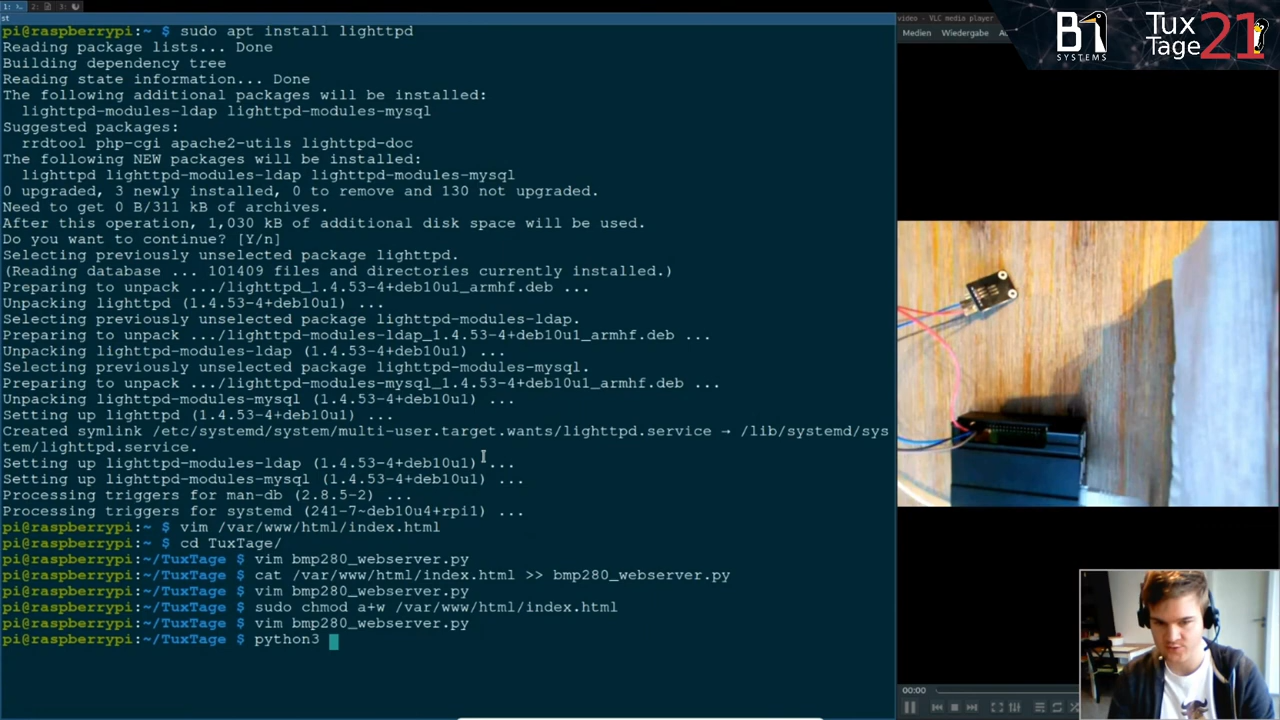 1:
2:
3:
st
pi@raspberrypi:~ $ sudo apt install lighttpd
Reading package lists... Done
Building dependency tree
Reading state information... Done
The following additional packages will be installed:
lighttpd-modules-ldap lighttpd-modules-mysql
Suggested packages:
rrdtool php-cgi apache2-utils lighttpd-doc
The following NEW packages will be installed:
lighttpd lighttpd-modules-ldap lighttpd-modules-mysql
0 upgraded, 3 newly installed, 0 to remove and 130 not upgraded.
Need to get 0 B/311 kB of archives.
After this operation, 1,030 kB of additional disk space will be used.
Do you want to continue? [Y/n]
Selecting previously unselected package lighttpd.
(Reading database ... 101409 files and directories currently installed.)
Preparing to unpack .../lighttpd_1.4.53-4+deb10u1_armhf.deb ...
Unpacking lighttpd (1.4.53-4+deb10u1) ...
Selecting previously unselected package lighttpd-modules-ldap.
Preparing to unpack .../lighttpd-modules-ldap_1.4.53-4+deb10u1_armhf.deb ...
Unpacking lighttpd-modules-ldap (1.4.53-4+deb10u1) ...
Selecting previously unselected package lighttpd-modules-mysql.
Preparing to unpack .../lighttpd-modules-mysql_1.4.53-4+deb10u1_armhf.deb ...
Unpacking lighttpd-modules-mysql (1.4.53-4+deb10u1) ...
Setting up lighttpd (1.4.53-4+deb10u1) ...
Created symlink /etc/systemd/system/multi-user.target.wants/lighttpd.service → /lib/systemd/sys
tem/lighttpd.service.
Setting up lighttpd-modules-ldap (1.4.53-4+deb10u1) ...
Setting up lighttpd-modules-mysql (1.4.53-4+deb10u1) ...
Processing triggers for man-db (2.8.5-2) ...
Processing triggers for systemd (241-7~deb10u4+rpi1) ...
pi@raspberrypi:~ $ vim /var/www/html/index.html
pi@raspberrypi:~ $ cd TuxTage/
pi@raspberrypi:~/TuxTage $ vim bmp280_webserver.py
pi@raspberrypi:~/TuxTage $ cat /var/www/html/index.html >> bmp280_webserver.py
pi@raspberrypi:~/TuxTage $ vim bmp280_webserver.py
pi@raspberrypi:~/TuxTage $ sudo chmod a+w /var/www/html/index.html
pi@raspberrypi:~/TuxTage $ vim bmp280_webserver.py
pi@raspberrypi:~/TuxTage $ python3
video - VLC media player
Medien Wiedergabe
B1
SYSTEMS
Tux
Tage 21
00:00